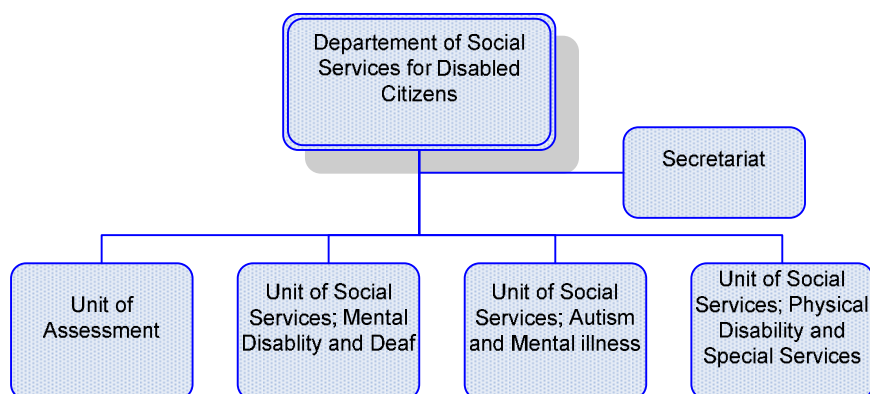 Departement of Social
Services for Disabled
Citizens
Secretariat
Unit of
Assessment
Unit of Social
Services; Mental
Disablity and Deaf
Unit of Social
Services; Autism
and Mental illness
Unit of Social
Services; Physical
Disability and
Special Services